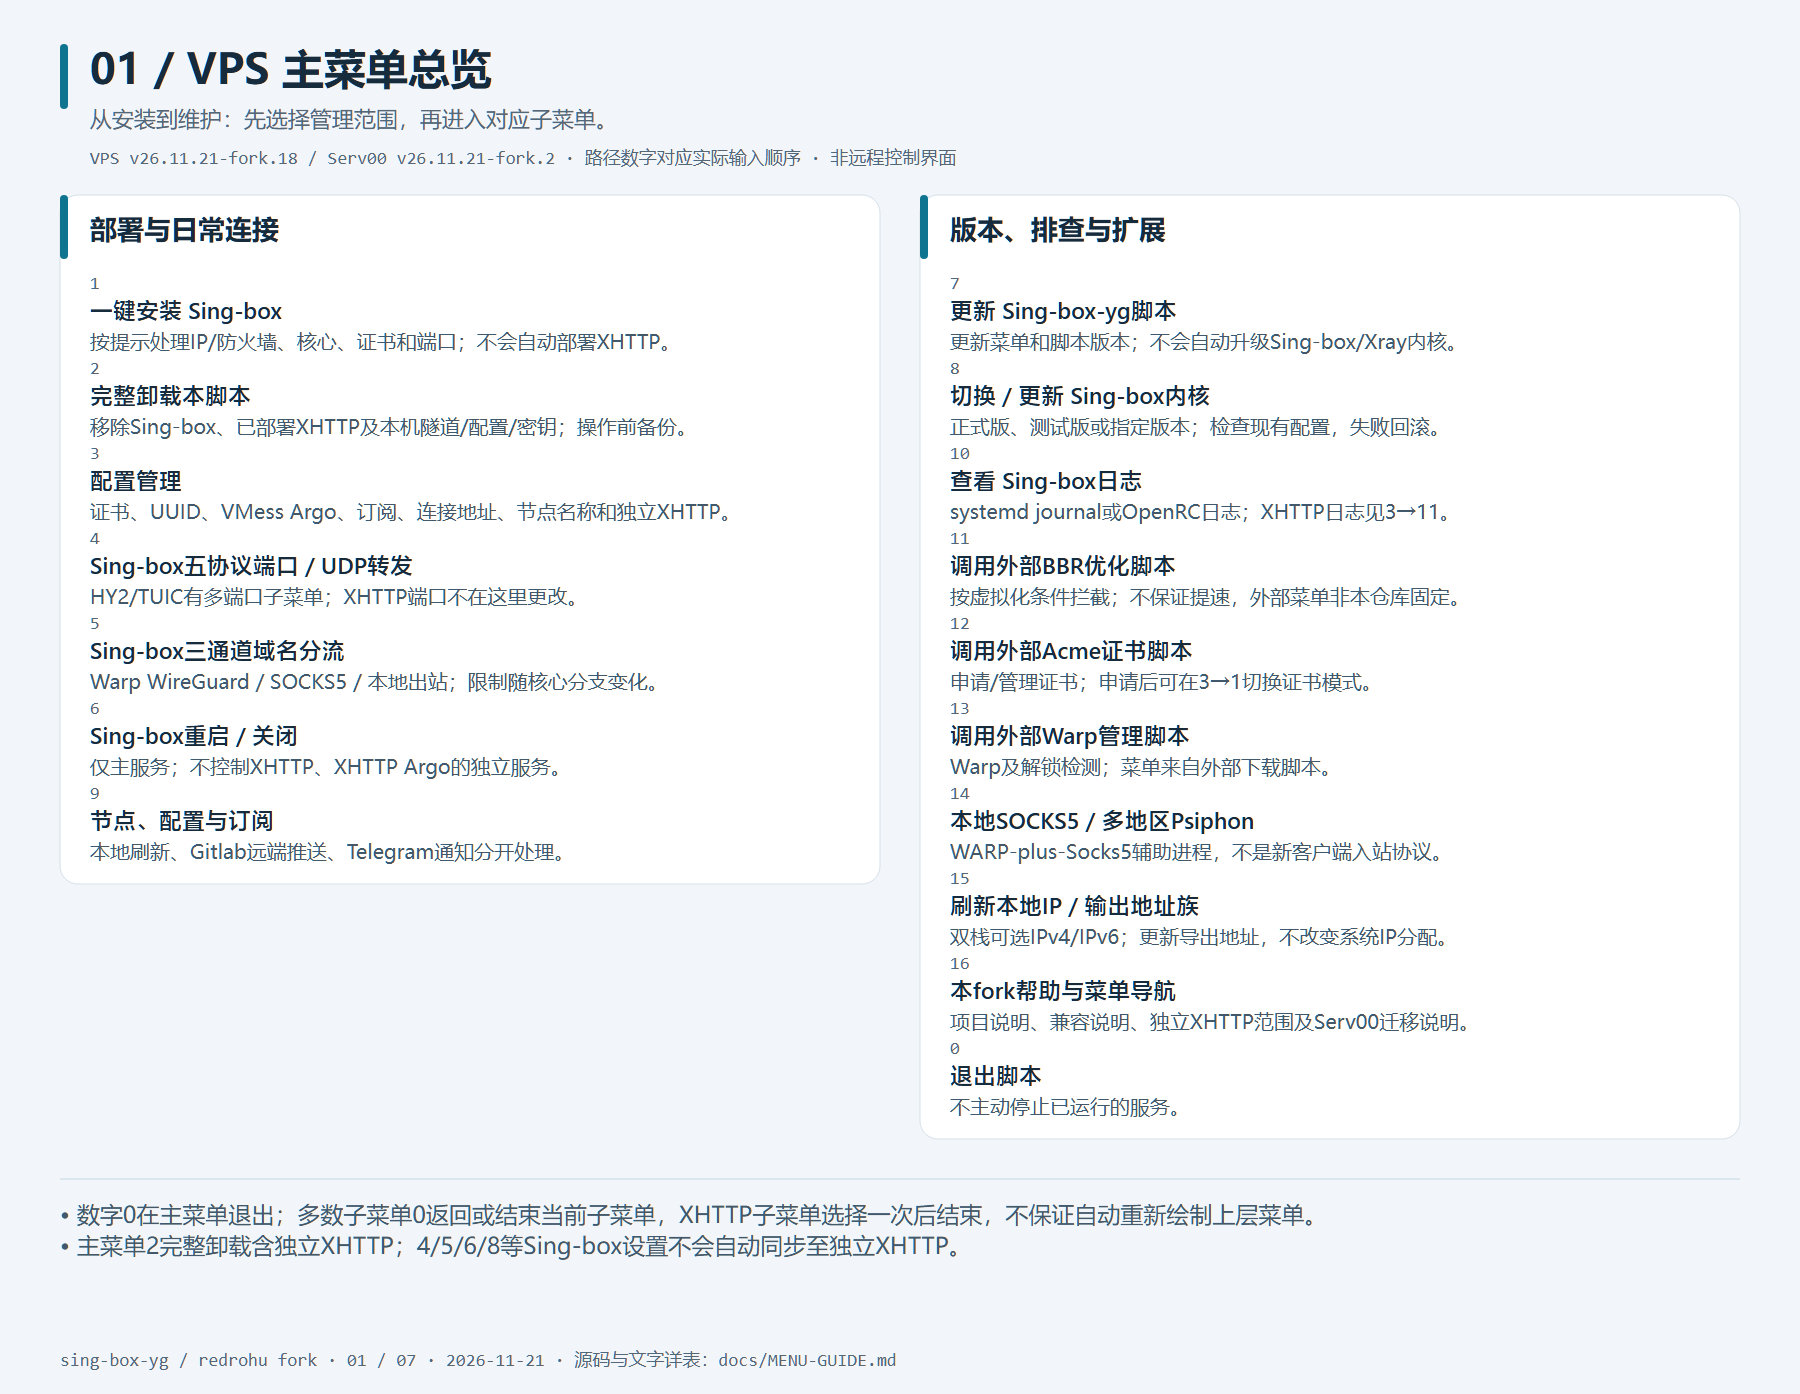 01 / VPS 主菜单总览
从安装到维护：先选择管理范围，再进入对应子菜单。
VPS v26.11.21-fork.18 / Serv00 v26.11.21-fork.2 · 路径数字对应实际输入顺序 · 非远程控制界面
部署与日常连接
1
一键安装 Sing-box
按提示处理IP/防火墙、核心、证书和端口；不会自动部署XHTTP。
2
完整卸载本脚本
移除Sing-box、已部署XHTTP及本机隧道/配置/密钥；操作前备份。
3
配置管理
证书、UUID、VMess Argo、订阅、连接地址、节点名称和独立XHTTP。
4
Sing-box五协议端口 / UDP转发
HY2/TUIC有多端口子菜单；XHTTP端口不在这里更改。
5
Sing-box三通道域名分流
Warp WireGuard / SOCKS5 / 本地出站；限制随核心分支变化。
6
Sing-box重启 / 关闭
仅主服务；不控制XHTTP、XHTTP Argo的独立服务。
9
节点、配置与订阅
本地刷新、Gitlab远端推送、Telegram通知分开处理。
版本、排查与扩展
7
更新 Sing-box-yg脚本
更新菜单和脚本版本；不会自动升级Sing-box/Xray内核。
8
切换 / 更新 Sing-box内核
正式版、测试版或指定版本；检查现有配置，失败回滚。
10
查看 Sing-box日志
systemd journal或OpenRC日志；XHTTP日志见3→11。
11
调用外部BBR优化脚本
按虚拟化条件拦截；不保证提速，外部菜单非本仓库固定。
12
调用外部Acme证书脚本
申请/管理证书；申请后可在3→1切换证书模式。
13
调用外部Warp管理脚本
Warp及解锁检测；菜单来自外部下载脚本。
14
本地SOCKS5 / 多地区Psiphon
WARP-plus-Socks5辅助进程，不是新客户端入站协议。
15
刷新本地IP / 输出地址族
双栈可选IPv4/IPv6；更新导出地址，不改变系统IP分配。
16
本fork帮助与菜单导航
项目说明、兼容说明、独立XHTTP范围及Serv00迁移说明。
0
退出脚本
不主动停止已运行的服务。
• 数字0在主菜单退出；多数子菜单0返回或结束当前子菜单，XHTTP子菜单选择一次后结束，不保证自动重新绘制上层菜单。
• 主菜单2完整卸载含独立XHTTP；4/5/6/8等Sing-box设置不会自动同步至独立XHTTP。
sing-box-yg / redrohu fork · 01 / 07 · 2026-11-21 · 源码与文字详表：docs/MENU-GUIDE.md